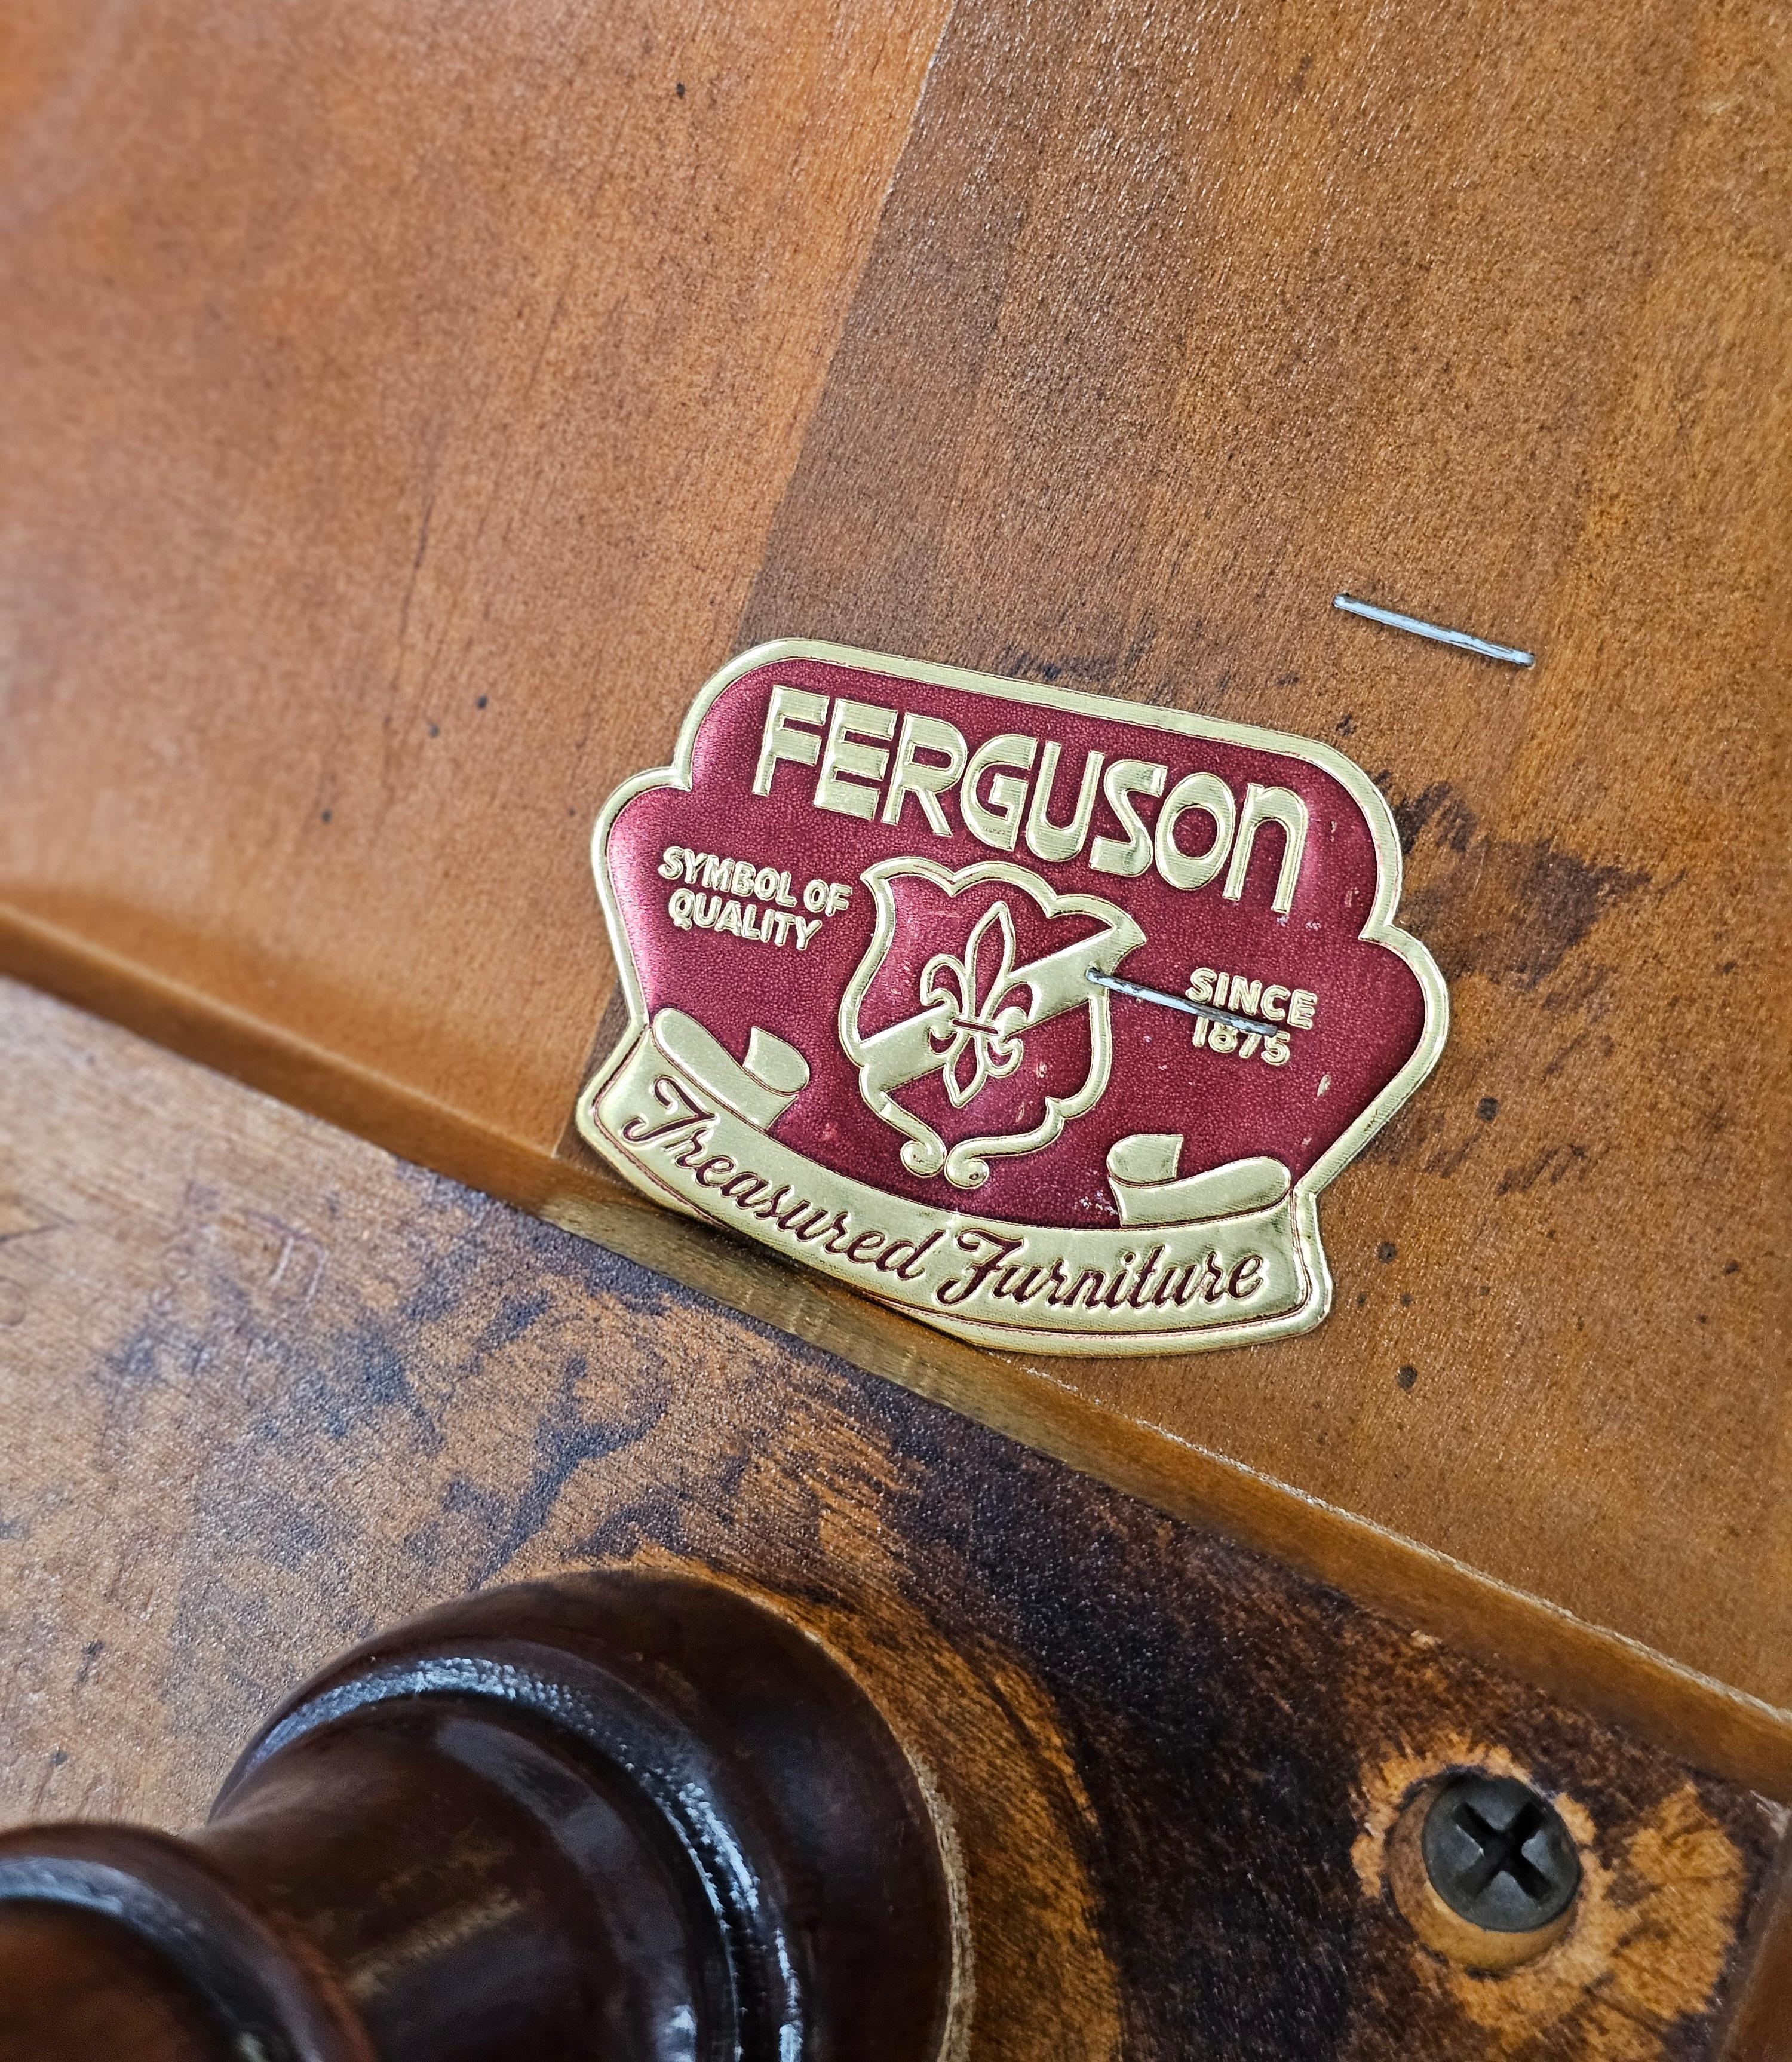 FERGUSON
SYMBOL OF
QUALITY
SINCE
1875
Treasured Furniture